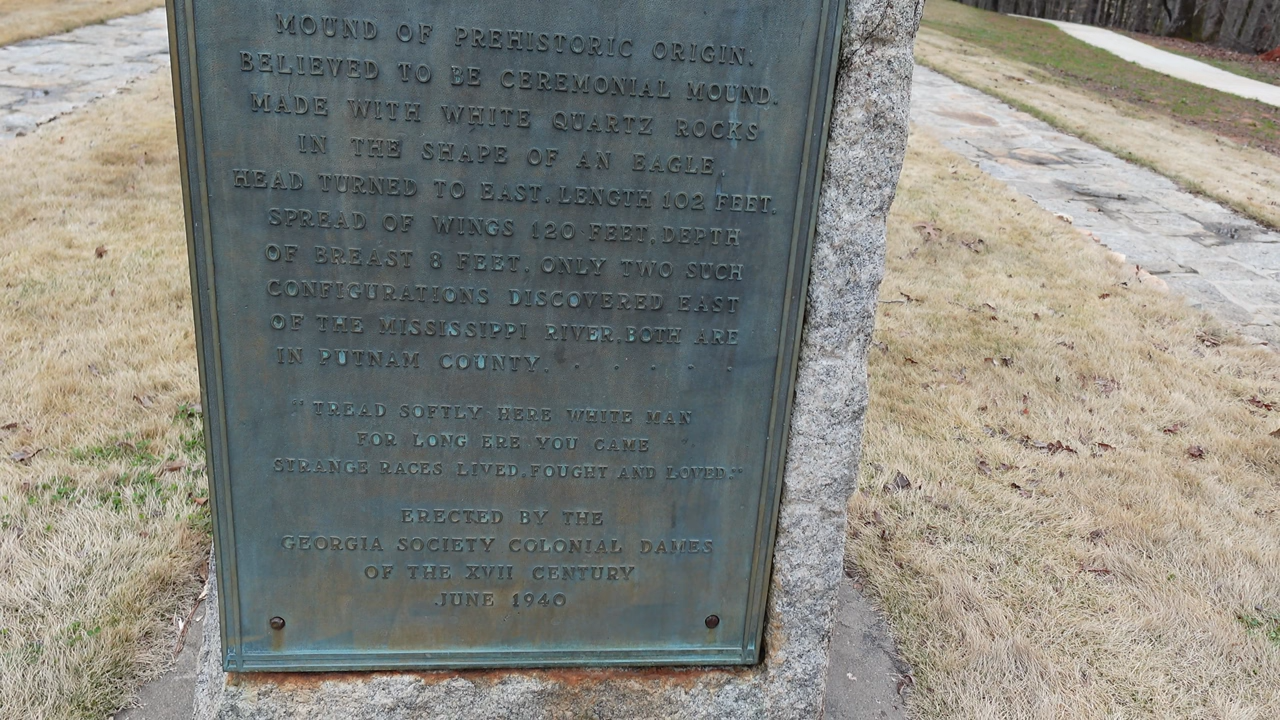 MOUND OF PREHISTORIC ORIGIN.
BELIEVED TO BE CEREMONIAL MOUND.
MADE WITH WHITE QUARTZ ROCKS
IN THE SHAPE OF AN EAGLE,
HEAD TURNED TO EAST. LENGTH 102 FEET.
SPREAD OF WINGS 120 FEET. DEPTH
OF BREAST 8 FEET. ONLY TWO SUCH
CONFIGURATIONS DISCOVERED EAST
OF THE MISSISSIPPI RIVER. BOTH ARE
IN PUTNAM COUNTY. . . . . . .
"TREAD SOFTLY HERE WHITE MAN
FOR LONG ERE YOU CAME
STRANGE RACES LIVED, FOUGHT AND LOVED."
ERECTED BY THE
GEORGIA SOCIETY COLONIAL DAMES
OF THE XVII CENTURY
JUNE 1940